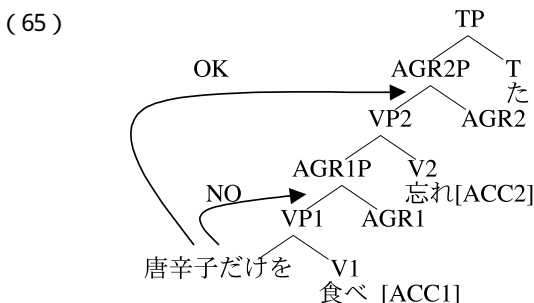 （65）
TP
OK AGR2P T
た
VP2 AGR2
AGR1P V2
NO 忘れ[ACC2]
VP1 AGR1
唐辛子だけを V1
食べ [ACC1]